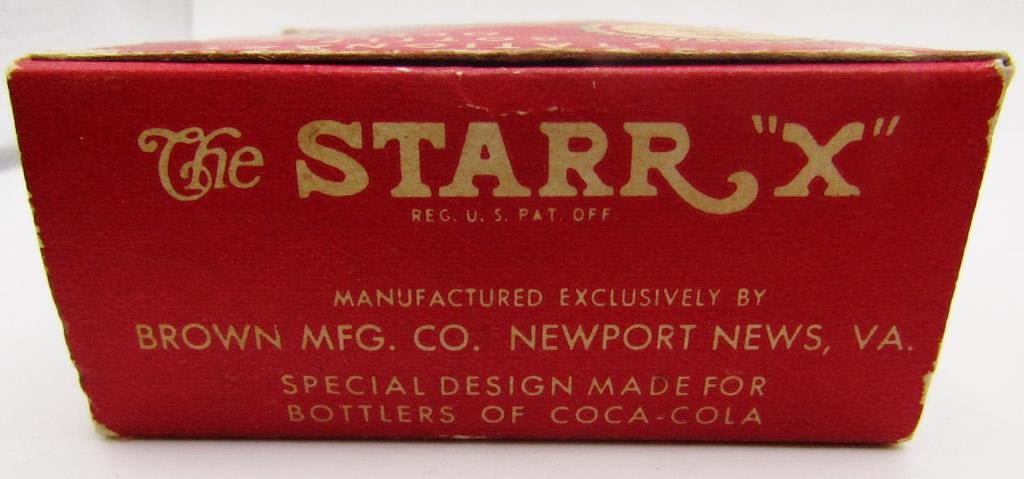 The STARR "X"
REG. U. S. PAT. OFF.
MANUFACTURED EXCLUSIVELY BY
BROWN MFG. CO. NEWPORT NEWS, VA.
SPECIAL DESIGN MADE FOR
BOTTLERS OF COCA-COLA